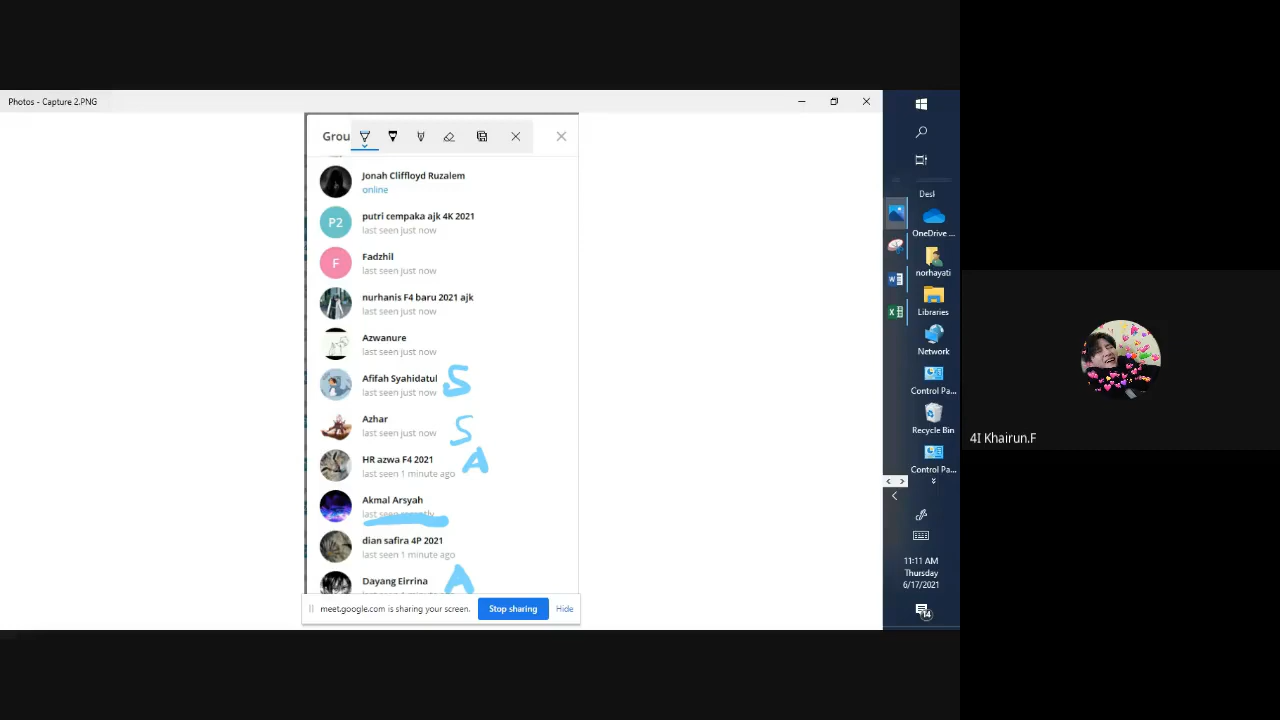 Photos - Capture 2.PNG
Grou
Jonah Cliffloyd Ruzalem
online
P2
putri cempaka ajk 4K 2021
last seen just now
F
Fadzhil
last seen just now
nurhanis F4 baru 2021 ajk
last seen just now
Azwanure
last seen just now
Afifah Syahidatul
last seen just now
S
Azhar
last seen just now
S
HR azwa F4 2021
last seen 1 minute ago
A
Akmal Arsyah
last seen recently
dian safira 4P 2021
last seen 1 minute ago
Dayang Eirrina
A
meet.google.com is sharing your screen.
Stop sharing
Hide
Desk
OneDrive ...
norhayati
Libraries
Network
Control Pa...
Recycle Bin
Control Pa...
11:11 AM
Thursday
6/17/2021
14
4I Khairun.F